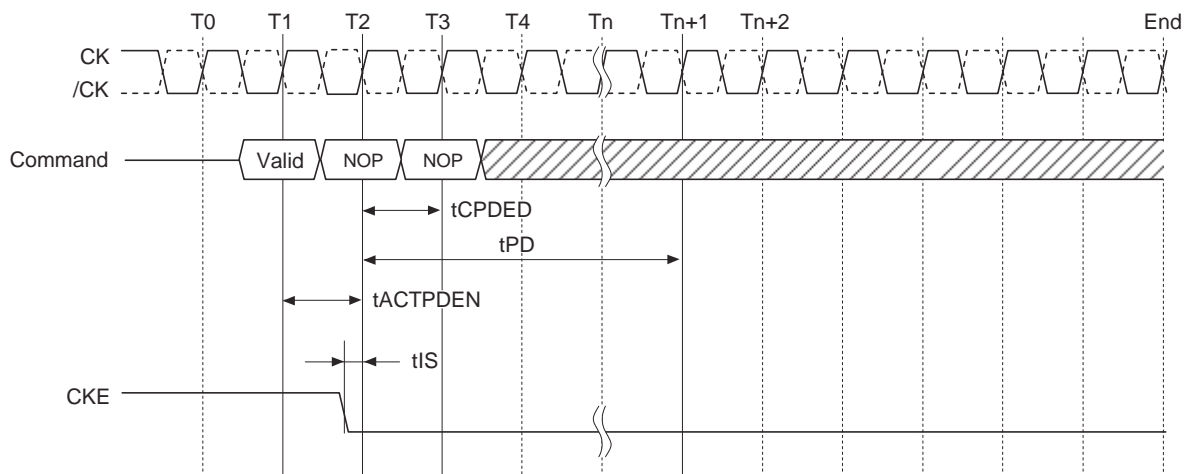 T0 T1 T2 T3 T4 Tn Tn+1 Tn+2 End
CK
/CK
Command Valid NOP NOP
tCPDED
tPD
tACTPDEN
tIS
CKE